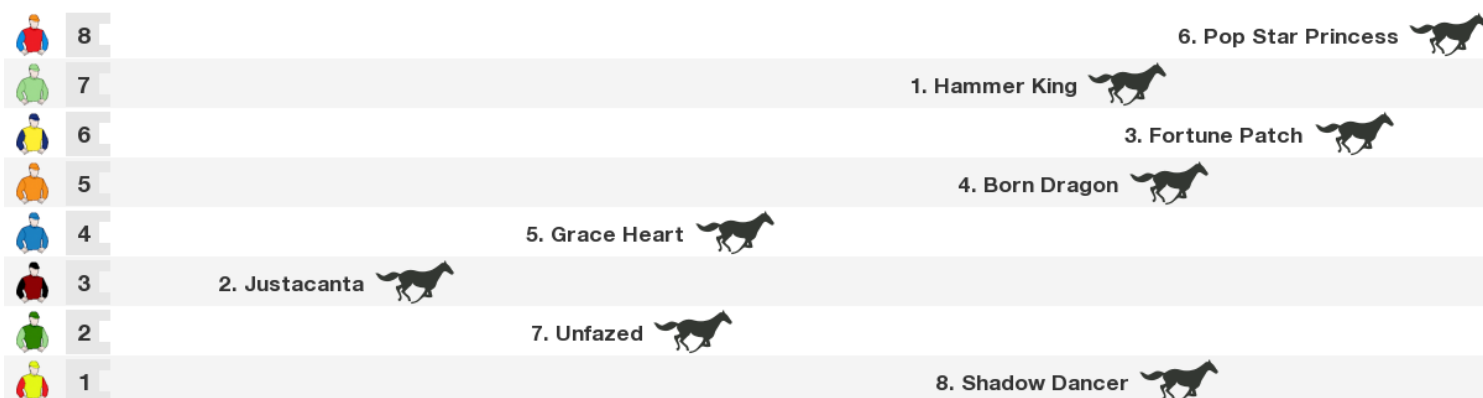 8 6. Pop Star Princess
7 1. Hammer King
6 3. Fortune Patch
5 4. Born Dragon
4 5. Grace Heart
3 2. Justacanta
2 7. Unfazed
1 8. Shadow Dancer